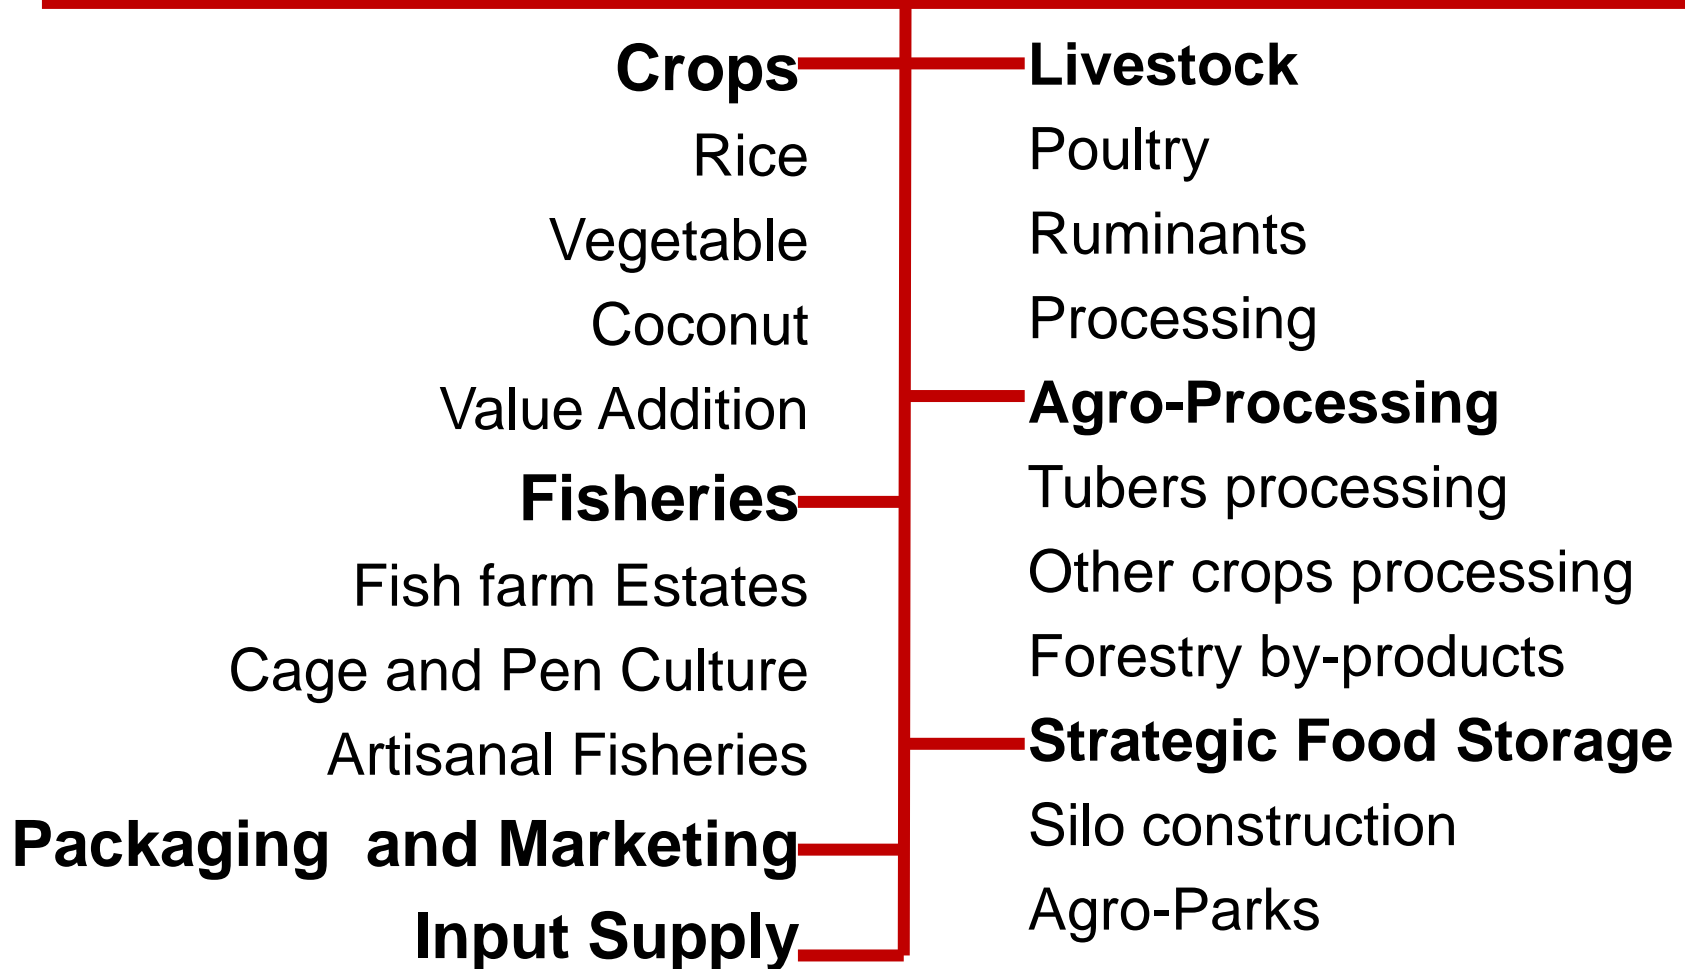 Crops
Rice
Vegetable
Coconut
Value Addition
Fisheries
Fish farm Estates
Cage and Pen Culture
Artisanal Fisheries
Packaging  and Marketing
Input Supply
Livestock
Poultry
Ruminants
Processing
Agro-Processing
Tubers processing
Other crops processing
Forestry by-products
Strategic Food Storage
Silo construction
Agro-Parks